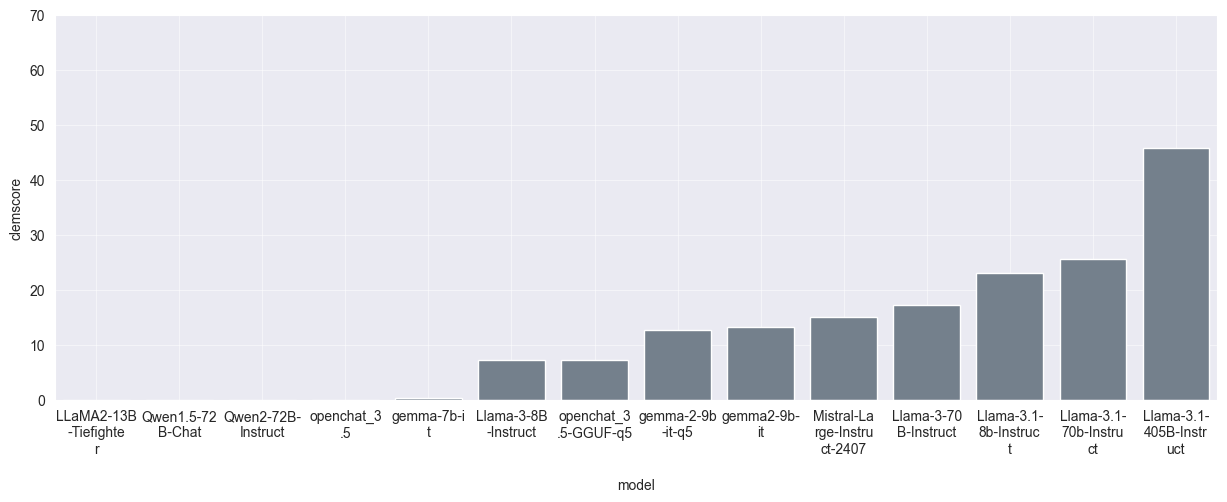 70
60
50
40
30
20
10
0
clemscore
LLaMA2-13B
-Tiefighte
r
Qwen1.5-72
B-Chat
Qwen2-72B-
Instruct
openchat_3
.5
gemma-7b-i
t
Llama-3-8B
-Instruct
openchat_3
.5-GGUF-q5
gemma-2-9b
-it-q5
gemma2-9b-
it
Mistral-La
rge-Instru
ct-2407
Llama-3-70
B-Instruct
Llama-3.1-
8b-Instruc
t
Llama-3.1-
70b-Instru
ct
Llama-3.1-
405B-Instr
uct
model